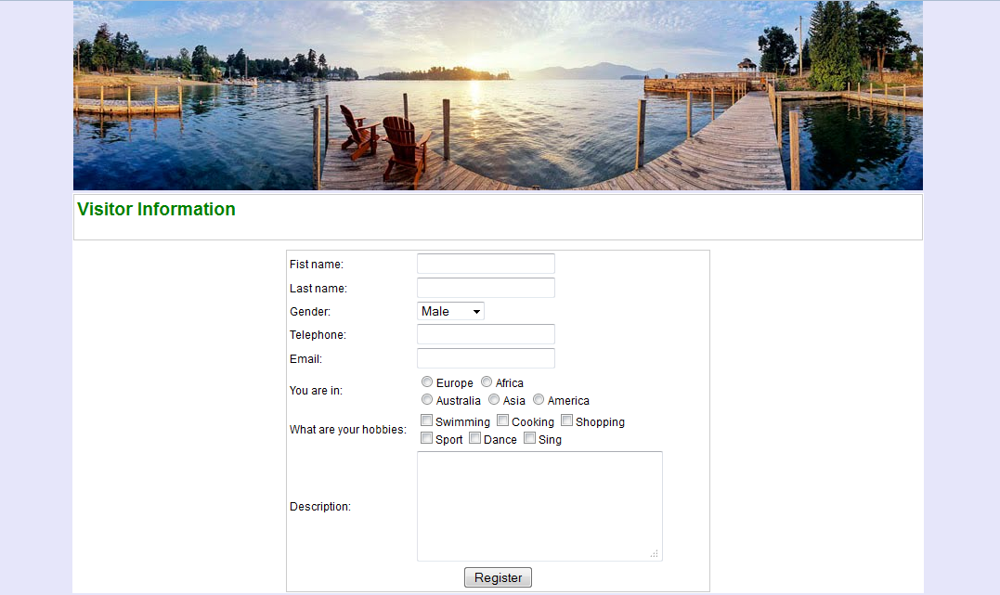 Visitor Information
Fist name:
Last name:
Gender: Male
Telephone:
Email:
You are in: Europe Africa
Australia Asia America
What are your hobbies: Swimming Cooking Shopping
Sport Dance Sing
Description:
Register